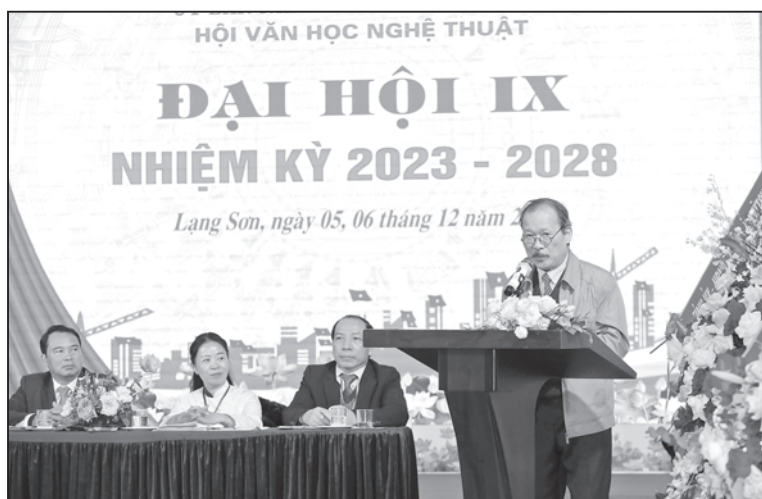 HỘI VĂN HỌC NGHỆ THUẬT
ĐẠI HỘI IX
NHIỆM KỲ 2023 - 2028
Lạng Sơn, ngày 05, 06 tháng 12 năm 2